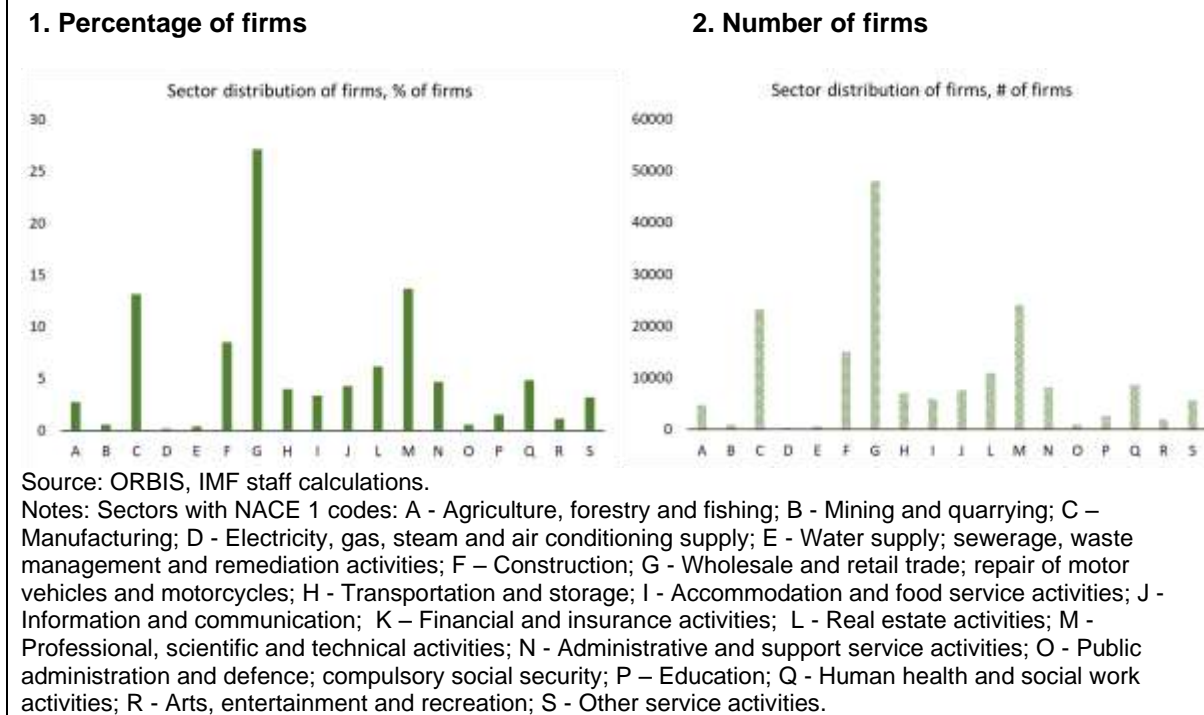 1. Percentage of firms
2. Number of firms
Sector distribution of firms, % of firms
30
25
20
15
10
5
0
A B C D E F G H I J L M N O P Q R S
Sector distribution of firms, # of firms
60000
50000
40000
30000
20000
10000
0
A B C D E F G H I J L M N O P Q R S
Source: ORBIS, IMF staff calculations.
Notes: Sectors with NACE 1 codes: A - Agriculture, forestry and fishing; B - Mining and quarrying; C –
Manufacturing; D - Electricity, gas, steam and air conditioning supply; E - Water supply; sewerage, waste
management and remediation activities; F – Construction; G - Wholesale and retail trade; repair of motor
vehicles and motorcycles; H - Transportation and storage; I - Accommodation and food service activities; J -
Information and communication;  K – Financial and insurance activities;  L - Real estate activities; M -
Professional, scientific and technical activities; N - Administrative and support service activities; O - Public
administration and defence; compulsory social security; P – Education; Q - Human health and social work
activities; R - Arts, entertainment and recreation; S - Other service activities.